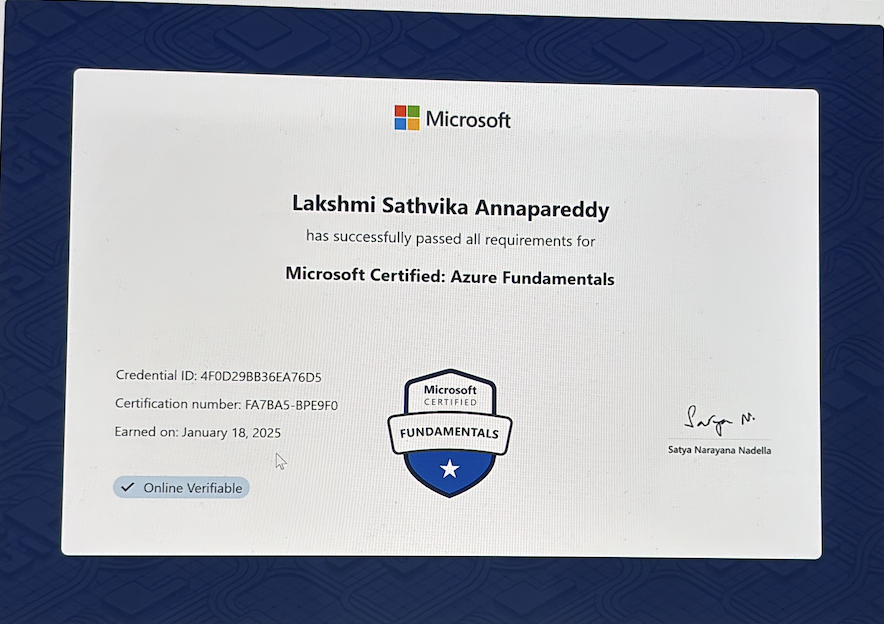 Microsoft
Lakshmi Sathvika Annapareddy
has successfully passed all requirements for
Microsoft Certified: Azure Fundamentals
Credential ID: 4F0D29BB36EA76D5
Certification number: FA7BA5-BPE9F0
Earned on: January 18, 2025
Online Verifiable
Microsoft
CERTIFIED
FUNDAMENTALS
Satya N.
Satya Narayana Nadella